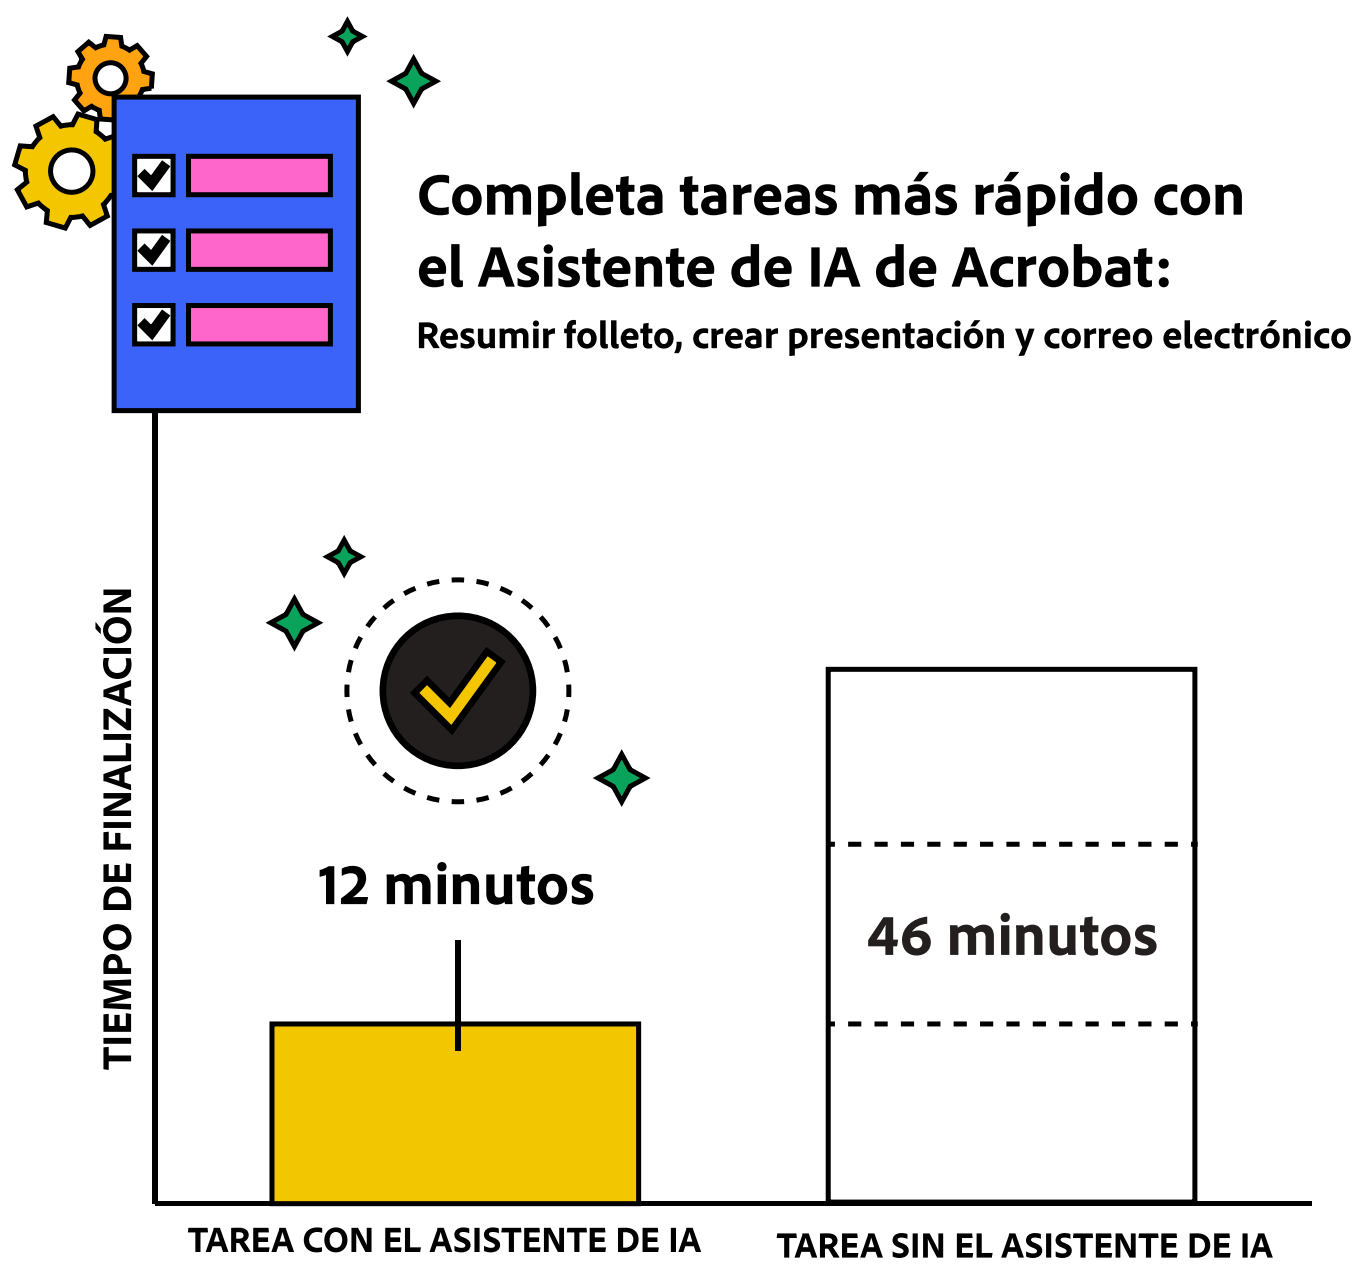 Completa tareas más rápido con
el Asistente de IA de Acrobat:
Resumir folleto, crear presentación y correo electrónico
TIEMPO DE FINALIZACIÓN
12 minutos
46 minutos
TAREA CON EL ASISTENTE DE IA
TAREA SIN EL ASISTENTE DE IA